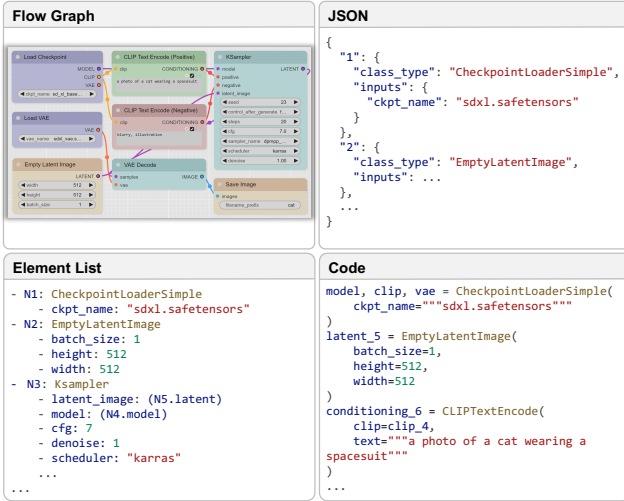 Flow Graph
Load Checkpoint
MODEL
CLIP
VAE
ckpt_name sd_xl_base...
Load VAE
VAE
vae_name sdxl_vae.s...
Empty Latent Image
LATENT
width 512
height 512
batch_size 1
CLIP Text Encode (Positive)
clip CONDITIONING
a photo of a cat wearing a spacesuit
CLIP Text Encode (Negative)
clip CONDITIONING
blurry, illustration
VAE Decode
samples IMAGE
vae
KSampler
model LATENT
positive
negative
latent_image
seed 23
control_after_generate f...
steps 20
cfg 7.0
sampler_name dpmpp_...
scheduler karras
denoise 1.00
Save Image
images
filename_prefix cat
JSON
{
"1": {
"class_type": "CheckpointLoaderSimple",
"inputs": {
"ckpt_name": "sdxl.safetensors"
}
},
"2": {
"class_type": "EmptyLatentImage",
"inputs": ...
},
...
}
Element List
- N1: CheckpointLoaderSimple
- ckpt_name: "sdxl.safetensors"
- N2: EmptyLatentImage
- batch_size: 1
- height: 512
- width: 512
- N3: Ksampler
- latent_image: (N5.latent)
- model: (N4.model)
- cfg: 7
- denoise: 1
- scheduler: "karras"
...
...
Code
model, clip, vae = CheckpointLoaderSimple(
ckpt_name="""sdxl.safetensors"""
)
latent_5 = EmptyLatentImage(
batch_size=1,
height=512,
width=512
)
conditioning_6 = CLIPTextEncode(
clip=clip_4,
text="""a photo of a cat wearing a
spacesuit"""
)
...